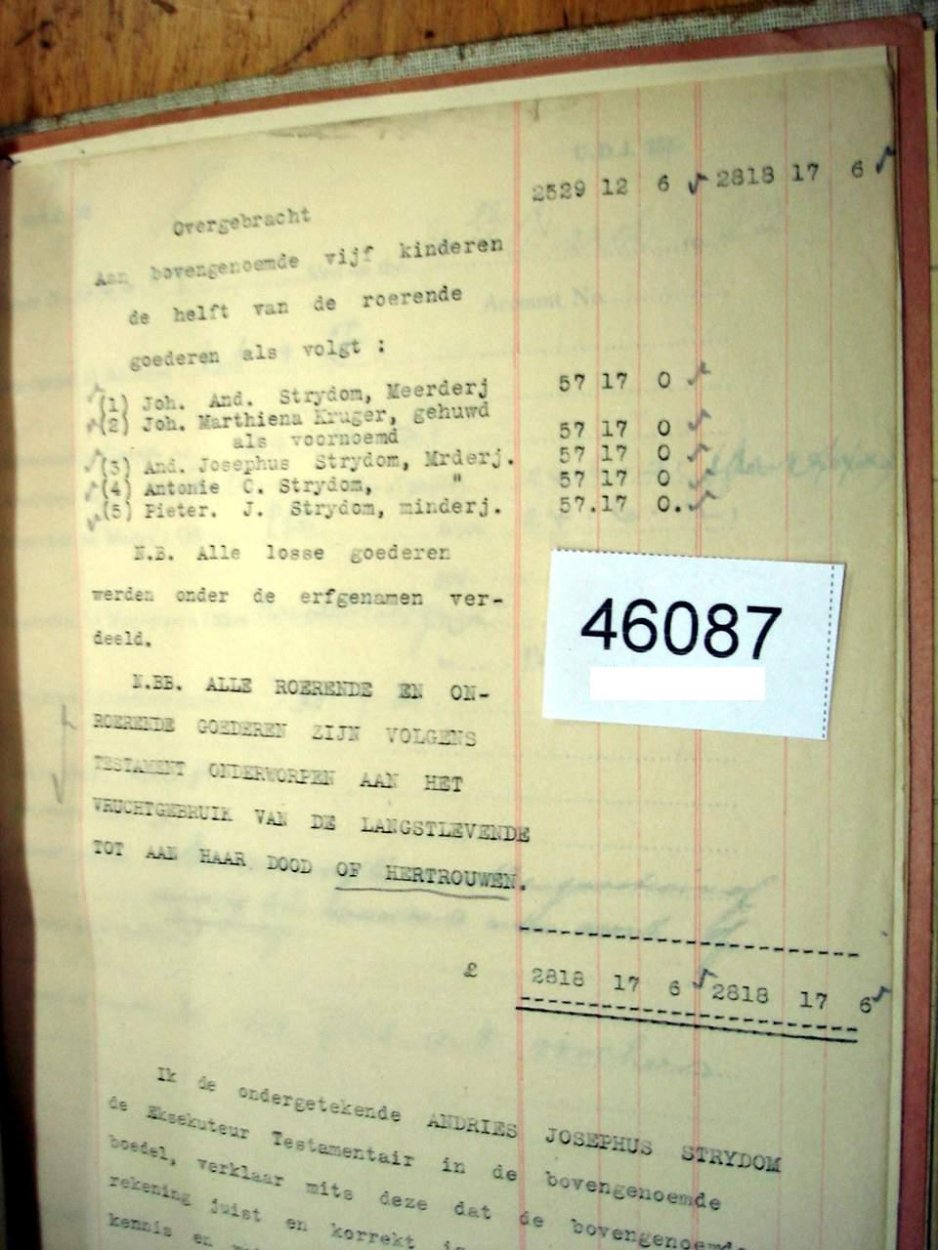 2529 12 6 2818 17 6
Overgebracht
Aan bovengenoemde vijf kinderen
de helft van de roerende
goederen als volgt :
(1) Joh. And. Strydom, Meerderj 57 17 0
(2) Joh. Marthiena Kruger, gehuwd
als voornoemd 57 17 0
(3) And. Josephus Strydom, Mrderj. 57 17 0
(4) Antonie C. Strydom, " 57 17 0
(5) Pieter. J. Strydom, minderj. 57.17 0.
N.B. Alle losse goederen
werden onder de erfgenamen ver-
deeld.
46087
N.BB. ALLE ROERENDE EN ON-
ROERENDE GOEDEREN ZIJN VOLGENS
TESTAMENT ONDERWORPEN AAN HET
VRUCHTGEBRUIK VAN DE LANGSTLEVENDE
TOT AAN HAAR DOOD OF HERTROUWEN.
£ 2818 17 6 2818 17 6
Ik de ondergetekende ANDRIES JOSEPHUS STRYDOM
de Eksekuteur Testamentair in de bovengenoemde
boedel, verklaar mits deze dat de bovengenoemde
rekening juist en korrekt
kennis en